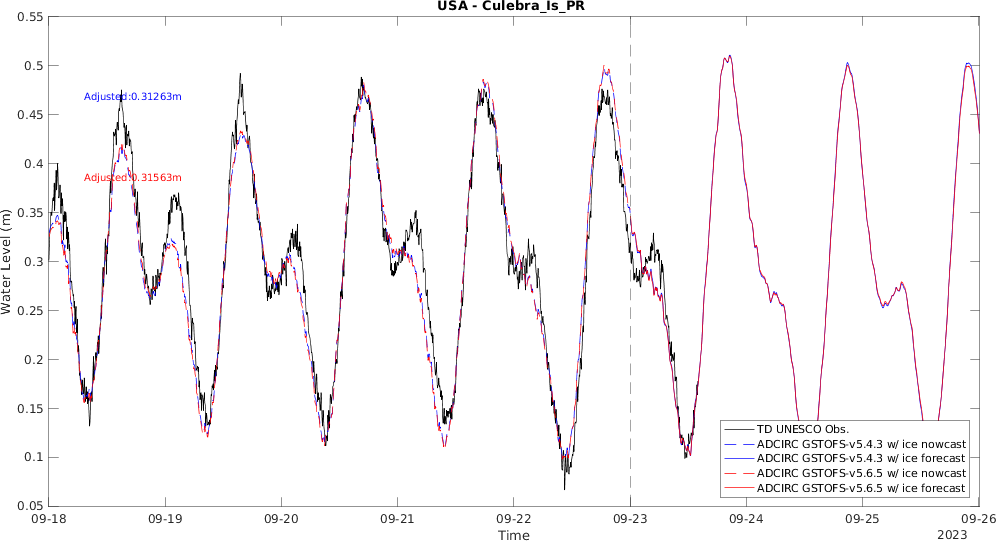 USA - Culebra_Is_PR
0.55
0.5
0.45
0.4
0.35
0.3
0.25
0.2
0.15
0.1
0.05
Water Level (m)
Adjusted:0.31263m
Adjusted:0.31563m
TD UNESCO Obs.
ADCIRC GSTOFS-v5.4.3 w/ ice nowcast
ADCIRC GSTOFS-v5.4.3 w/ ice forecast
ADCIRC GSTOFS-v5.6.5 w/ ice nowcast
ADCIRC GSTOFS-v5.6.5 w/ ice forecast
09-18 09-19 09-20 09-21 09-22 09-23 09-24 09-25 09-26
Time
2023